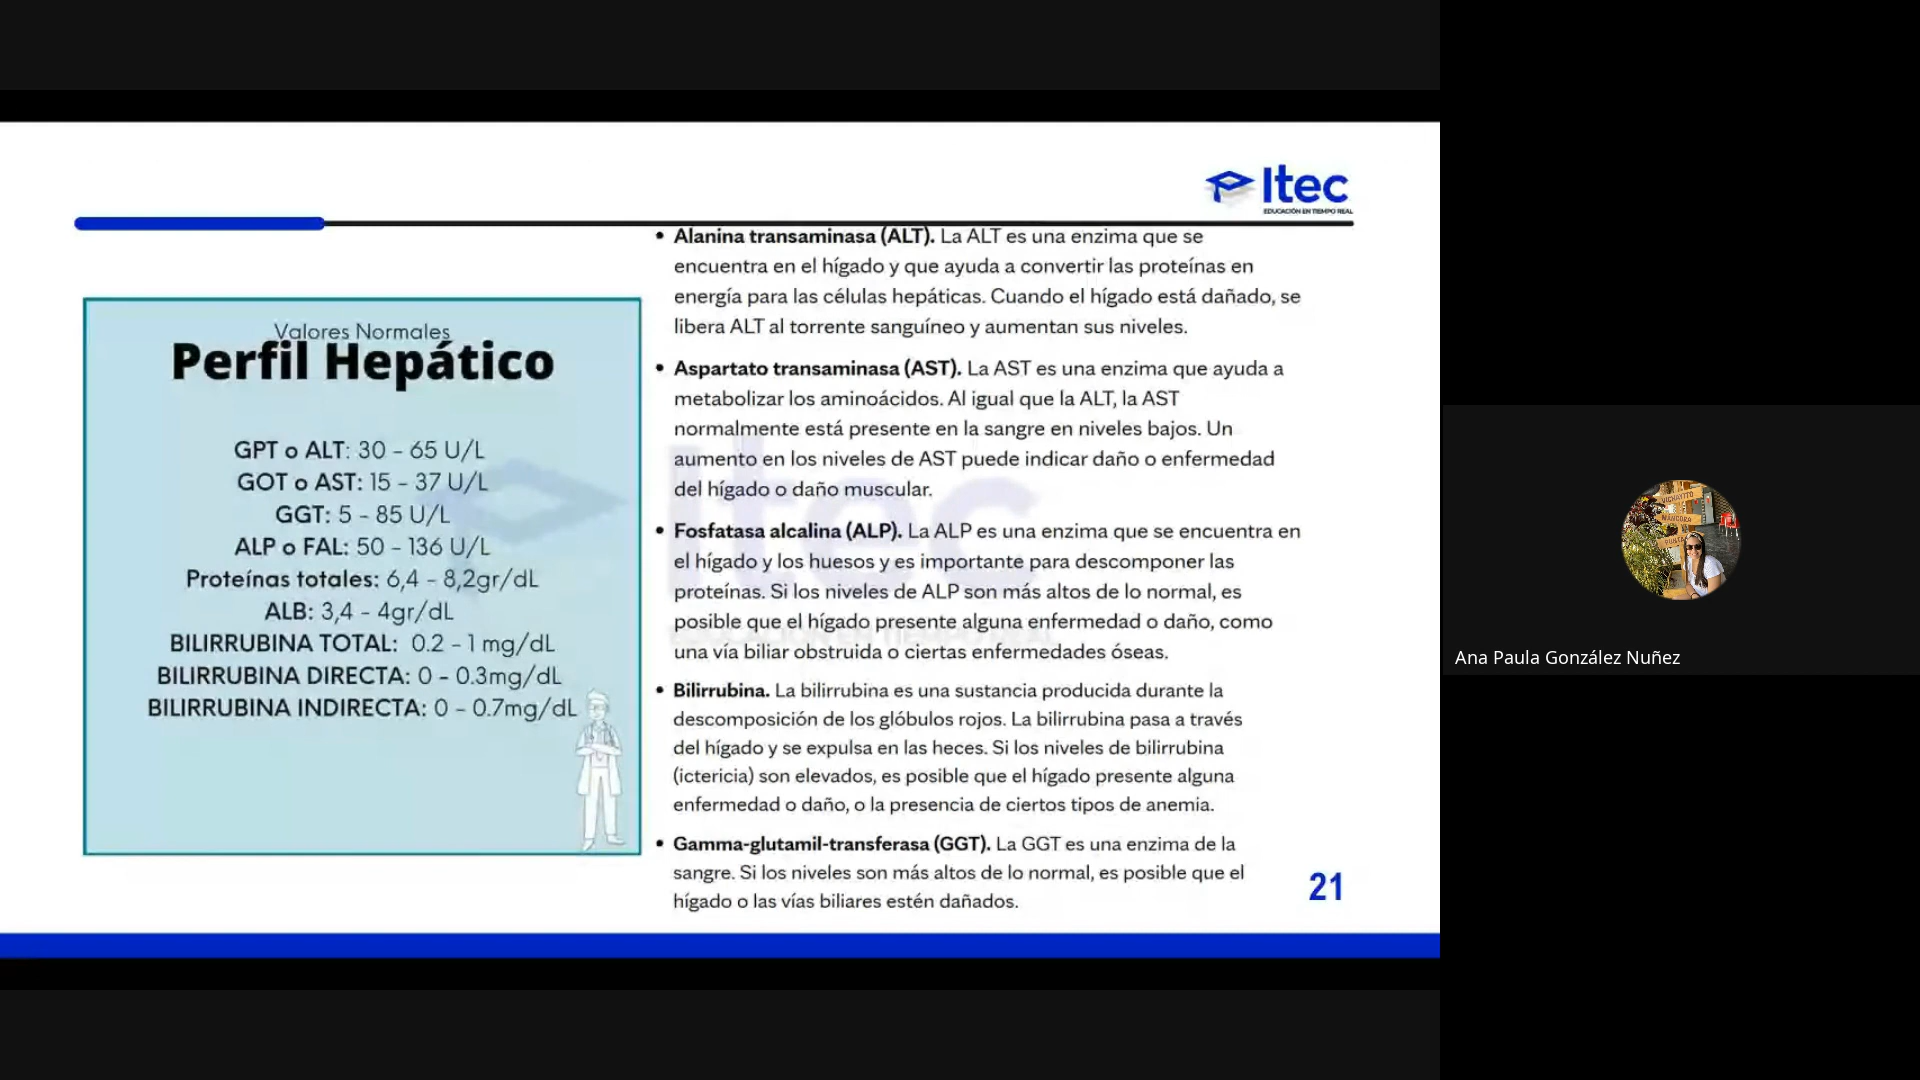 Itec
EDUCACIÓN EN TIEMPO REAL
Valores Normales
Perfil Hepático
GPT o ALT: 30 - 65 U/L
GOT o AST: 15 - 37 U/L
GGT: 5 - 85 U/L
ALP o FAL: 50 - 136 U/L
Proteínas totales: 6,4 - 8,2gr/dL
ALB: 3,4 - 4gr/dL
BILIRRUBINA TOTAL: 0.2 - 1 mg/dL
BILIRRUBINA DIRECTA: 0 - 0.3mg/dL
BILIRRUBINA INDIRECTA: 0 - 0.7mg/dL
• Alanina transaminasa (ALT). La ALT es una enzima que se
encuentra en el hígado y que ayuda a convertir las proteínas en
energía para las células hepáticas. Cuando el hígado está dañado, se
libera ALT al torrente sanguíneo y aumentan sus niveles.
• Aspartato transaminasa (AST). La AST es una enzima que ayuda a
metabolizar los aminoácidos. Al igual que la ALT, la AST
normalmente está presente en la sangre en niveles bajos. Un
aumento en los niveles de AST puede indicar daño o enfermedad
del hígado o daño muscular.
• Fosfatasa alcalina (ALP). La ALP es una enzima que se encuentra en
el hígado y los huesos y es importante para descomponer las
proteínas. Si los niveles de ALP son más altos de lo normal, es
posible que el hígado presente alguna enfermedad o daño, como
una vía biliar obstruida o ciertas enfermedades óseas.
• Bilirrubina. La bilirrubina es una sustancia producida durante la
descomposición de los glóbulos rojos. La bilirrubina pasa a través
del hígado y se expulsa en las heces. Si los niveles de bilirrubina
(ictericia) son elevados, es posible que el hígado presente alguna
enfermedad o daño, o la presencia de ciertos tipos de anemia.
• Gamma-glutamil-transferasa (GGT). La GGT es una enzima de la
sangre. Si los niveles son más altos de lo normal, es posible que el
hígado o las vías biliares estén dañados.
Itec
EDUCACIÓN EN TIEMPO REAL
21
MÁNCORA
Ana Paula González Nuñez